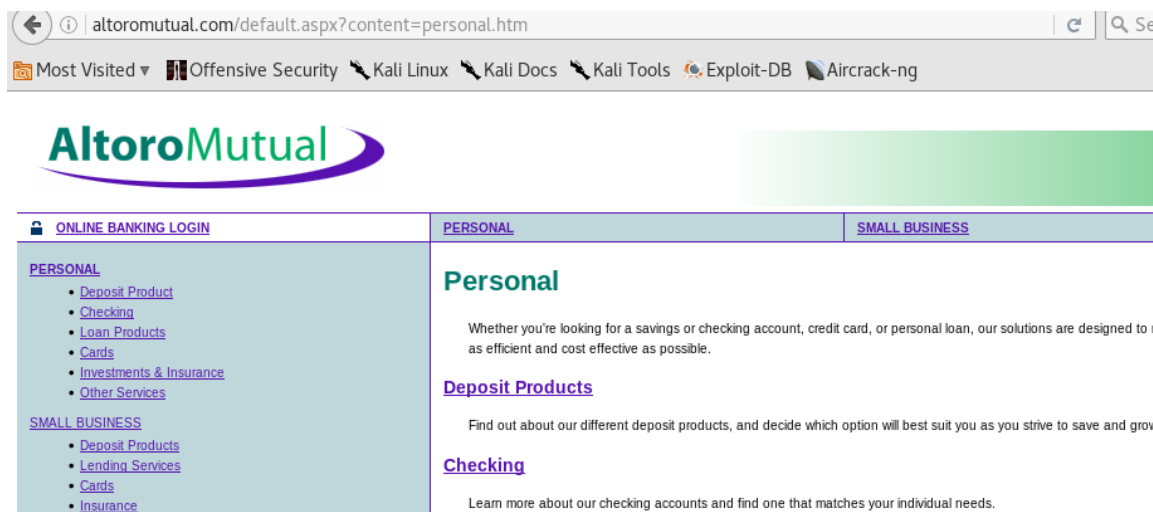 altoromutual.com/default.aspx?content=personal.htm
Most Visited Offensive Security Kali Linux Kali Docs Kali Tools Exploit-DB Aircrack-ng
AltoroMutual
ONLINE BANKING LOGIN PERSONAL SMALL BUSINESS
PERSONAL
• Deposit Product
• Checking
• Loan Products
• Cards
• Investments & Insurance
• Other Services
SMALL BUSINESS
• Deposit Products
• Lending Services
• Cards
• Insurance
Personal
Whether you're looking for a savings or checking account, credit card, or personal loan, our solutions are designed to
as efficient and cost effective as possible.
Deposit Products
Find out about our different deposit products, and decide which option will best suit you as you strive to save and
Checking
Learn more about our checking accounts and find one that matches your individual needs.